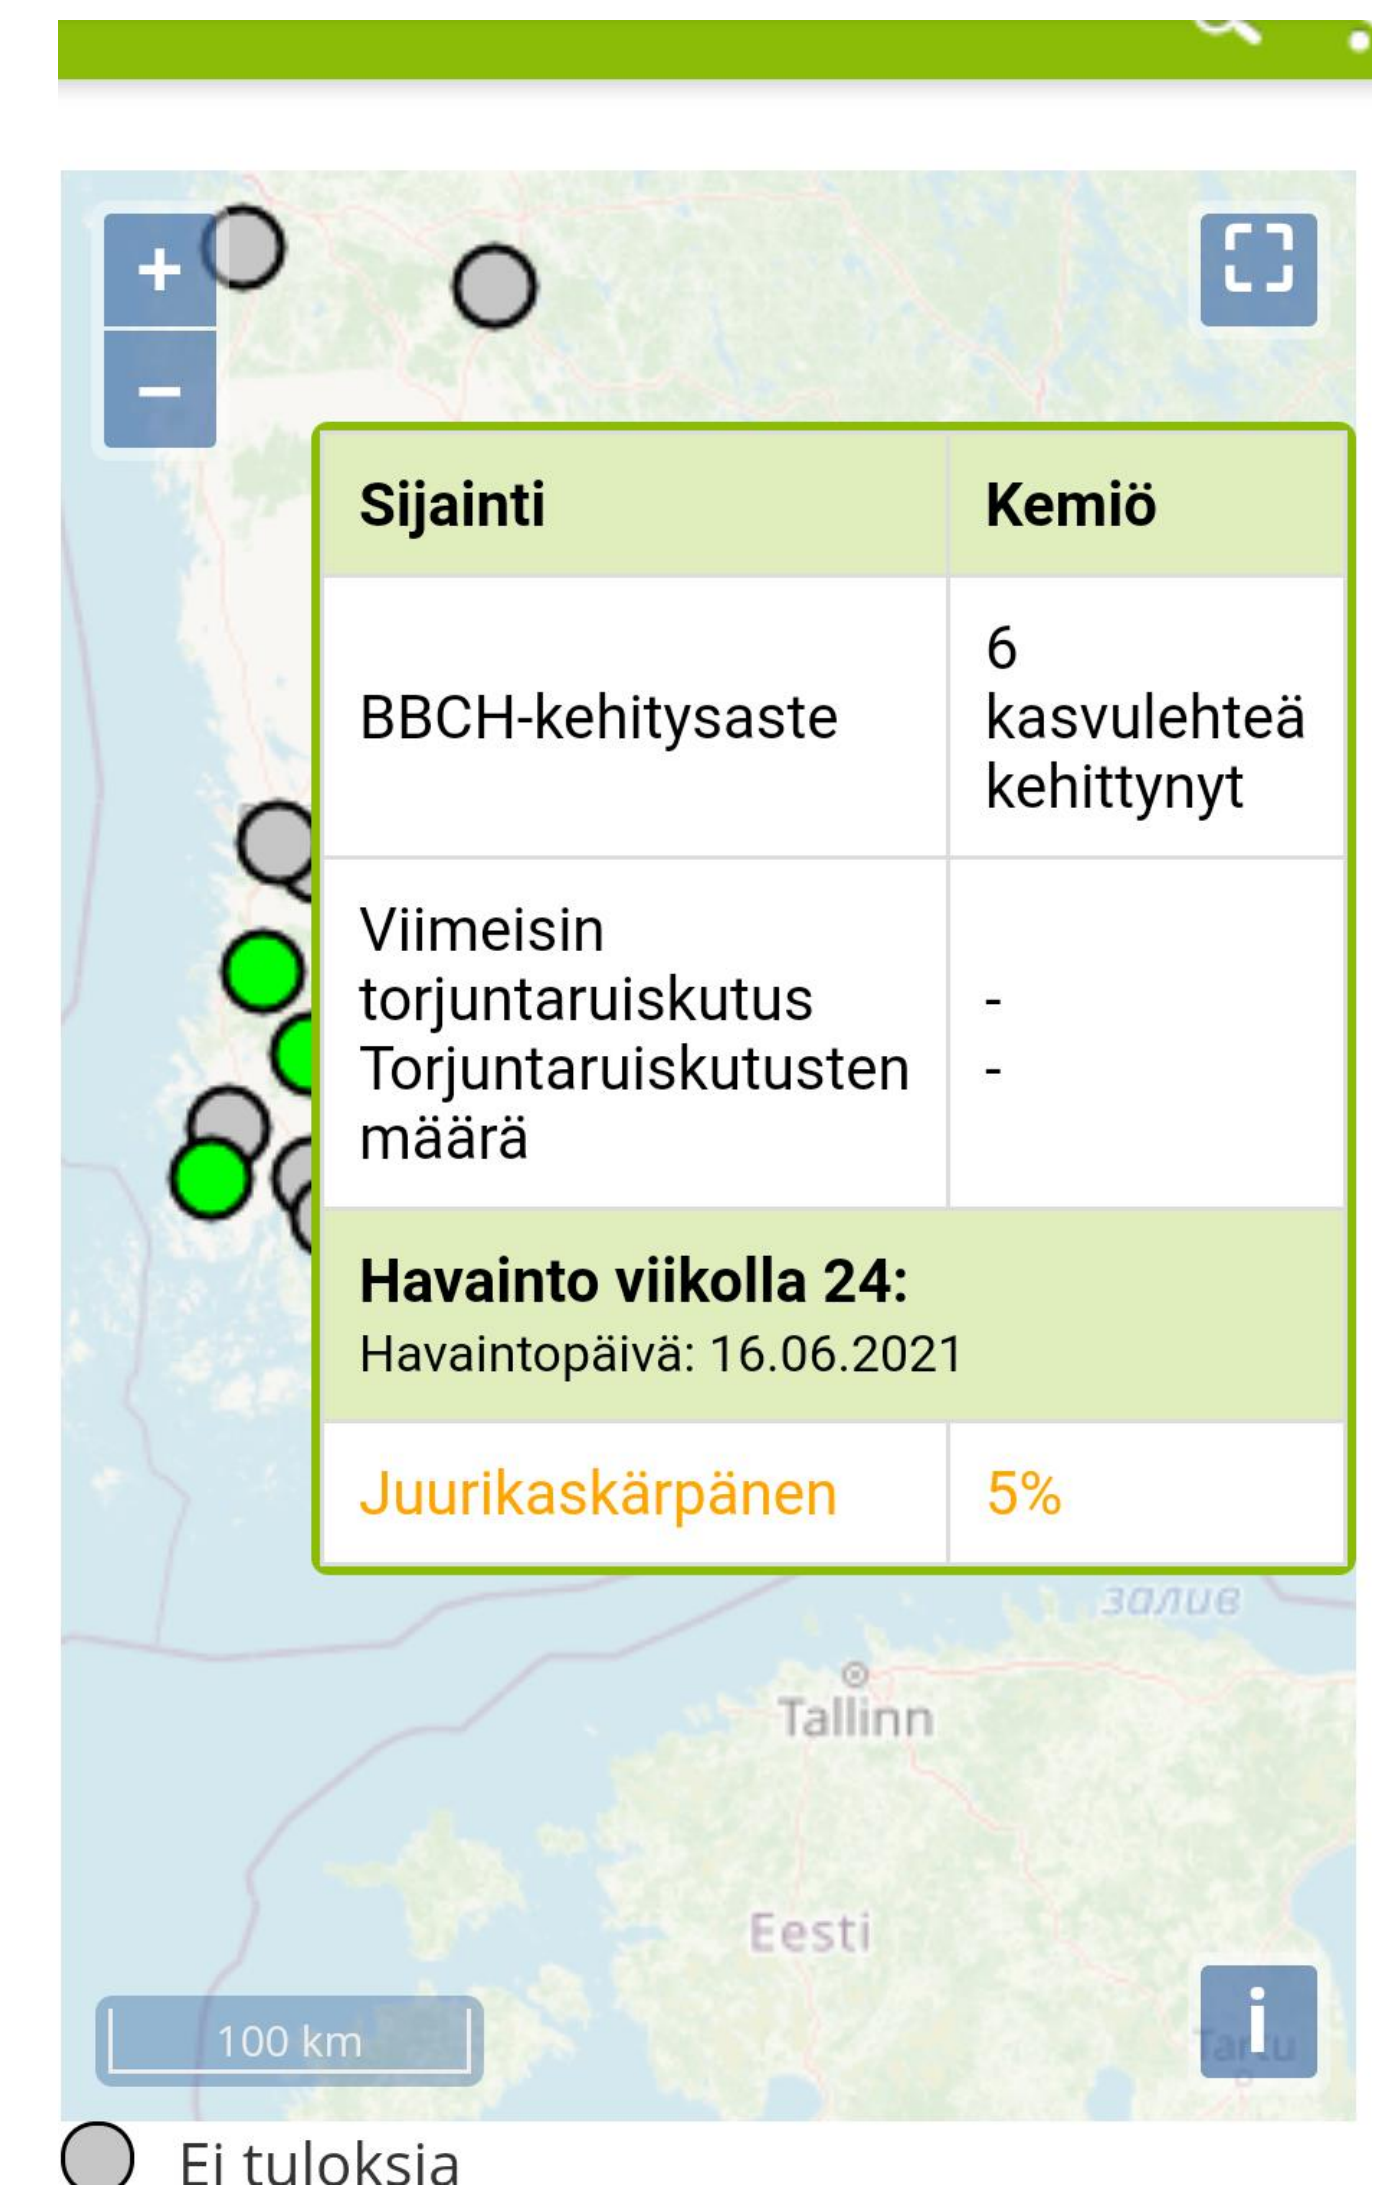 +
−
Sijainti
Kemiö
BBCH-kehitysaste
6
kasvulehteä
kehittynyt
Viimeisin
torjuntaruiskutus
-
Torjuntaruiskutusten
määrä
-
Havainto viikolla 24:
Havaintopäivä: 16.06.2021
Juurikaskärpänen
5%
залив
Tallinn
Eesti
100 km
i
Tartu
Ei tuloksia